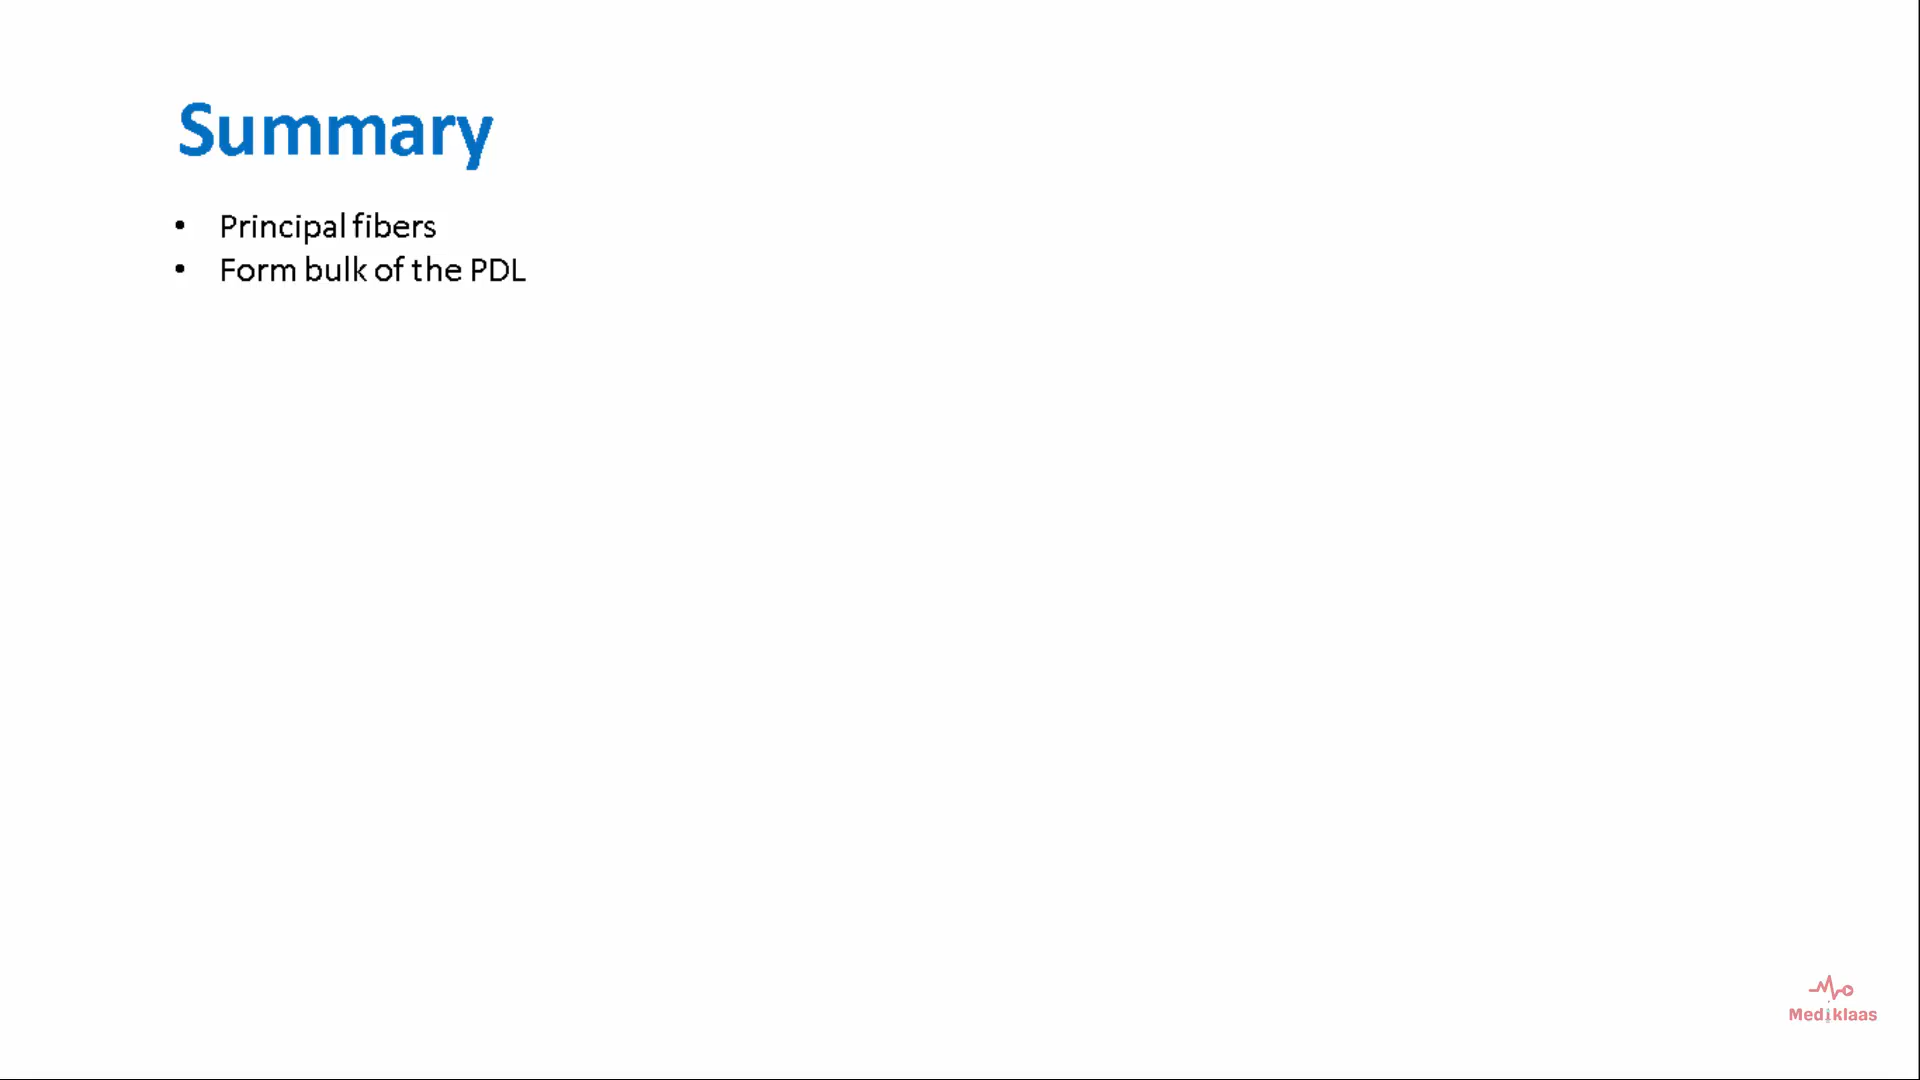 Summary
• Principal fibers
• Form bulk of the PDL
Mediklaas